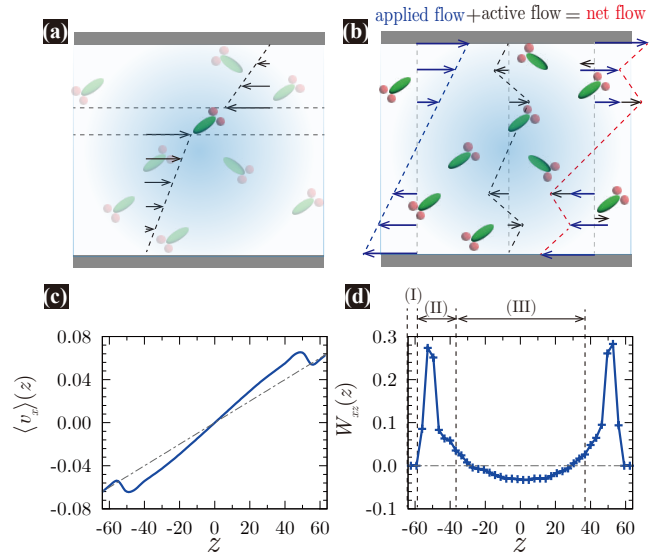 (a)
(b) applied flow+active flow = net flow
(c)
0.08
0.04
0.00
-0.04
-0.08
⟨v_x⟩(z)
-60 -40 -20 0 20 40 60
z
(d)
(I)
(II)
(III)
0.3
0.2
0.1
0.0
-0.1
W_xz(z)
-60 -40 -20 0 20 40 60
z